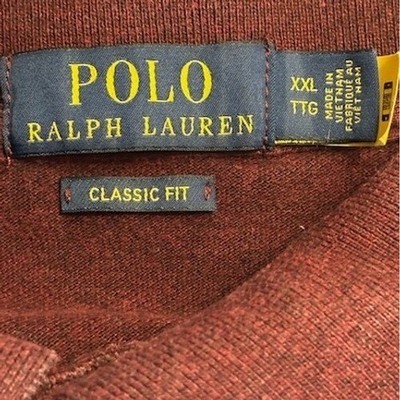 POLO
RALPH LAUREN
XXL
TTG
MADE IN
VIETNAM
FABRIQUÉ AU
VIÊT NAM
CLASSIC FIT